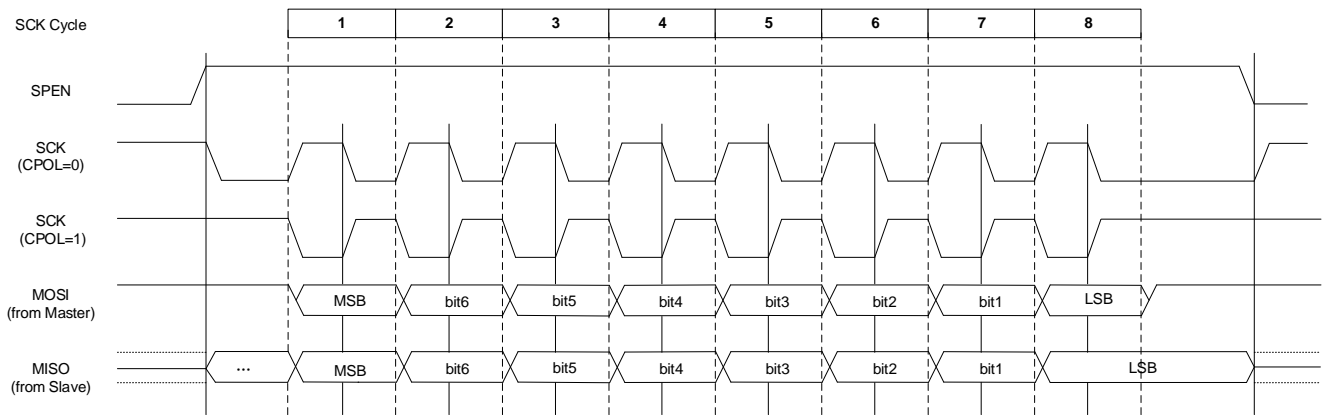 SCK Cycle 1 2 3 4 5 6 7 8
SPEN
SCK
(CPOL=0)
SCK
(CPOL=1)
MOSI
(from Master)
MSB bit6 bit5 bit4 bit3 bit2 bit1 LSB
MISO
(from Slave)
... MSB bit6 bit5 bit4 bit3 bit2 bit1 LSB